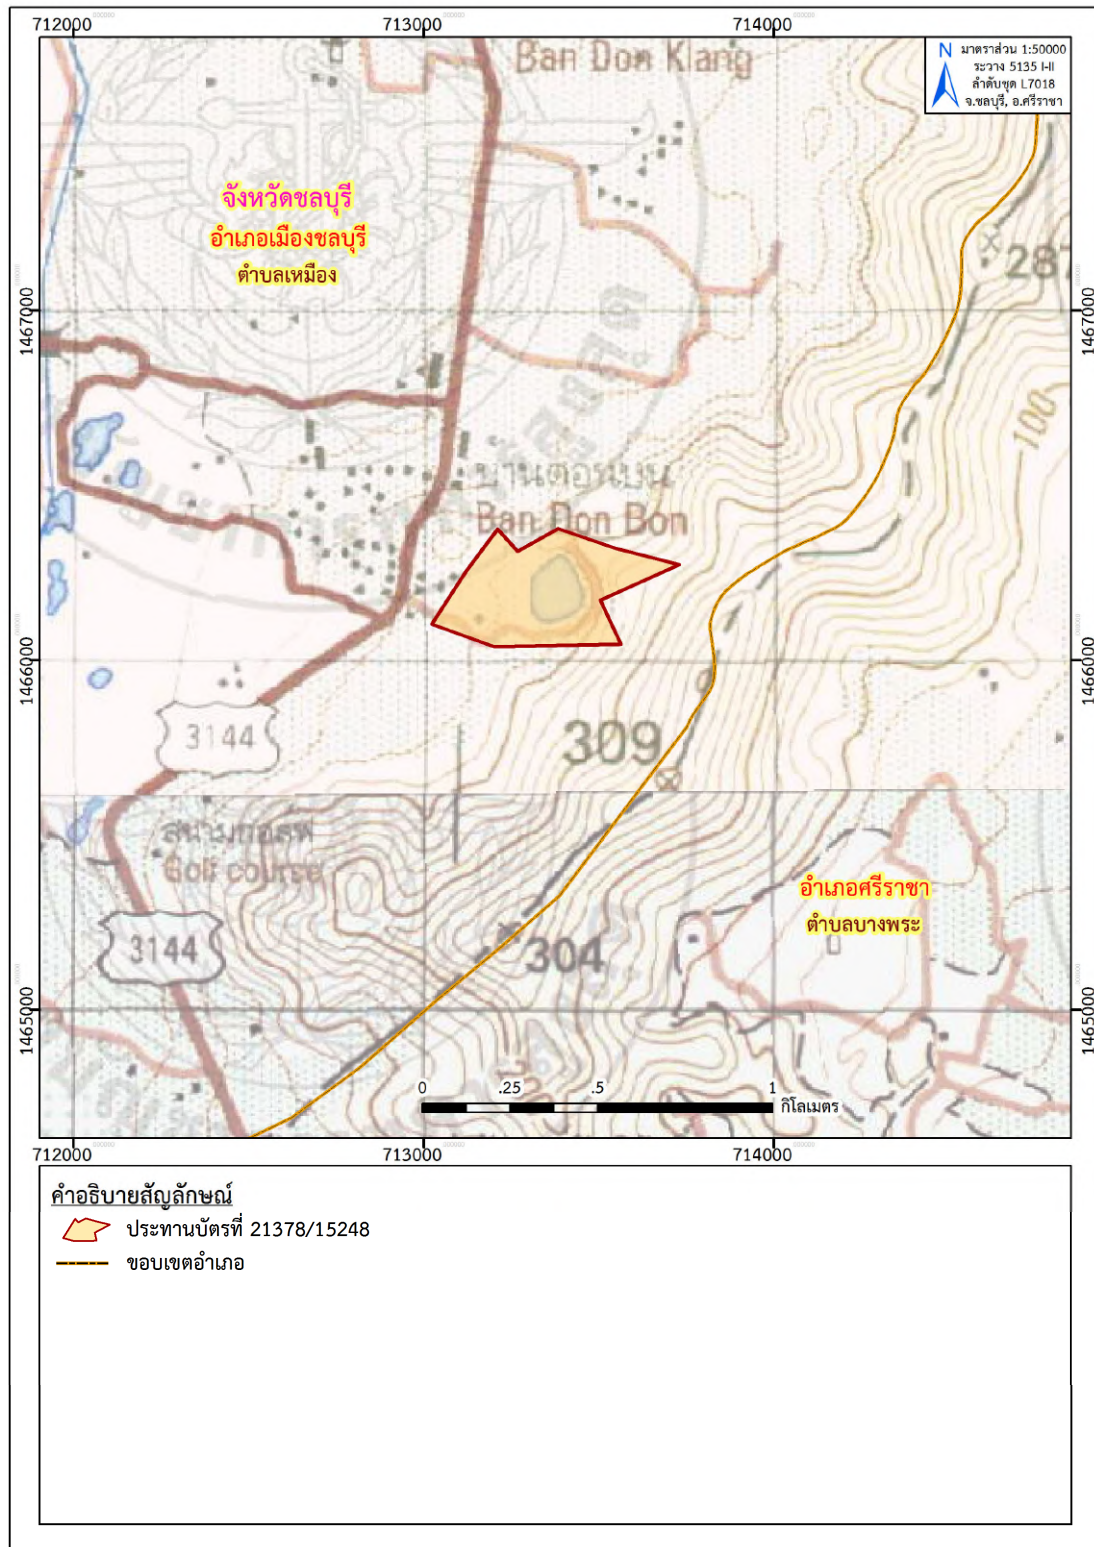 712000
713000
714000
N มาตราส่วน 1:50000
ระวาง 5135 I-II
ลำดับชุด L7018
จ.ชลบุรี, อ.ศรีราชา
Ban Don Klang
จังหวัดชลบุรี
อำเภอเมืองชลบุรี
ตำบลเหมือง
287
1467000
1467000
100
Ban Don Bon
1466000
1466000
3144
309
สนามกอล์ฟ
Golf course
อำเภอศรีราชา
ตำบลบางพระ
3144
304
1465000
1465000
0 .25 .5 1
กิโลเมตร
712000
713000
714000
คำอธิบายสัญลักษณ์
ประทานบัตรที่ 21378/15248
ขอบเขตอำเภอ